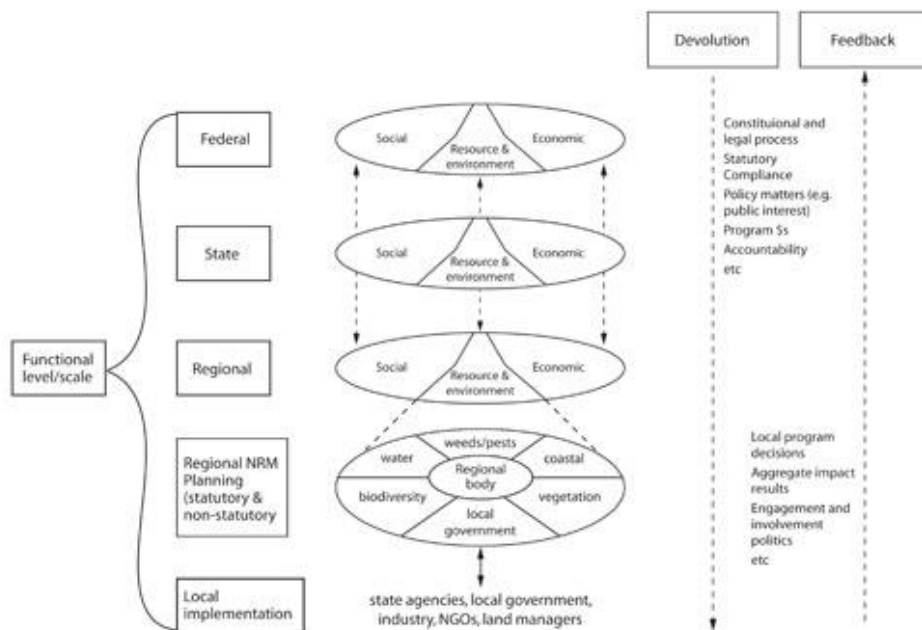 Devolution
Feedback
Federal
Social
Economic
Resource &
environment
Constituional and
legal process
Statutory
Compliance
Policy matters (e.g.
public interest)
Program $s
Accountability
etc
State
Social
Economic
Resource &
environment
Functional
level/scale
Regional
Social
Economic
Resource &
environment
Regional NRM
Planning
(statutory &
non-statutory
weeds/pests
water
coastal
Regional
body
biodiversity
vegetation
local
government
Local program
decisions
Aggregate impact
results
Engagement and
involvement
politics
etc
Local
implementation
state agencies, local government,
industry, NGOs, land managers